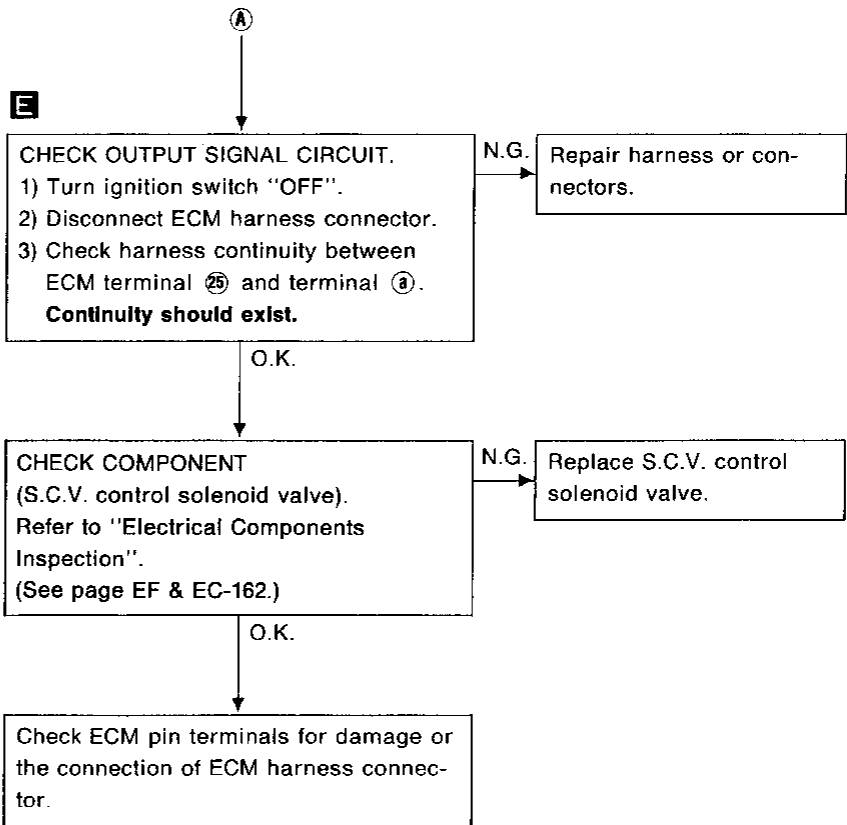 Ⓐ
E
CHECK OUTPUT SIGNAL CIRCUIT.
1) Turn ignition switch "OFF".
2) Disconnect ECM harness connector.
3) Check harness continuity between
ECM terminal ㉕ and terminal ⓐ.
Continuity should exist.
N.G.
Repair harness or con-
nectors.
O.K.
CHECK COMPONENT
(S.C.V. control solenoid valve).
Refer to "Electrical Components
Inspection".
(See page EF & EC-162.)
N.G.
Replace S.C.V. control
solenoid valve.
O.K.
Check ECM pin terminals for damage or
the connection of ECM harness connec-
tor.